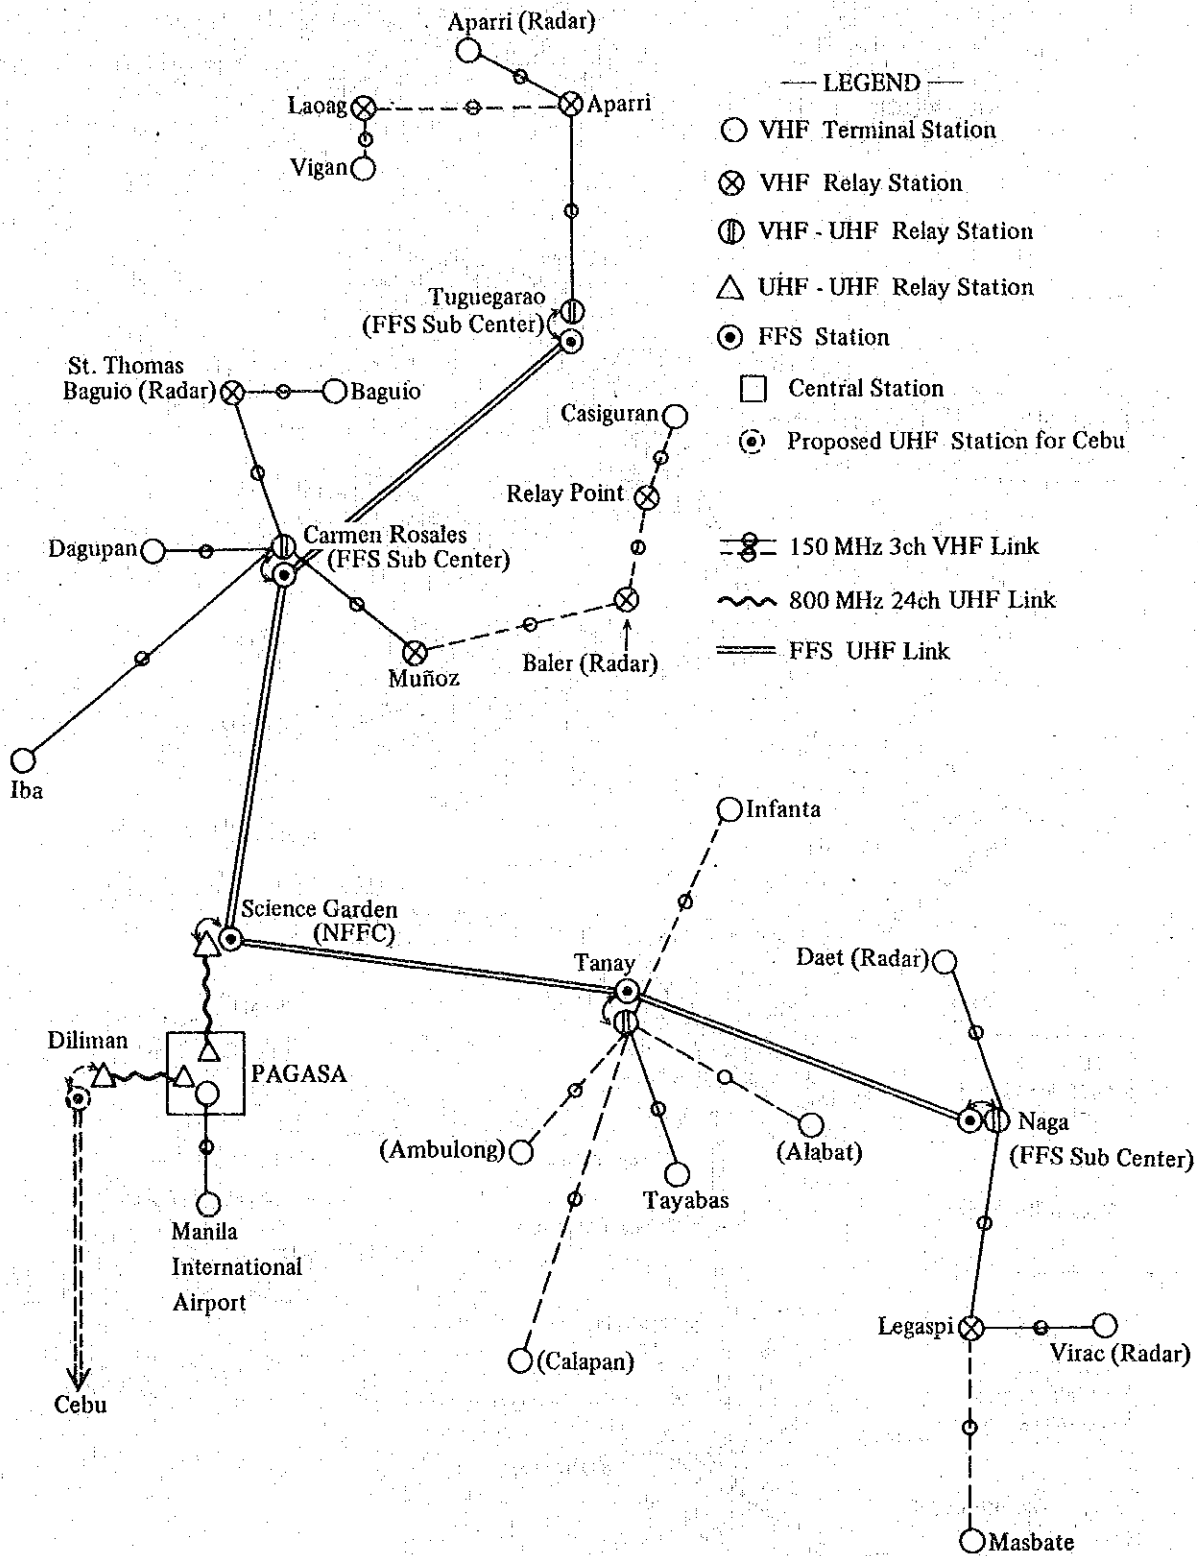 Aparri (Radar)
Laoag
Aparri
Vigan
Tuguegarao
(FFS Sub Center)
St. Thomas
Baguio (Radar)
Baguio
Casiguran
Relay Point
Dagupan
Carmen Rosales
(FFS Sub Center)
Baler (Radar)
Muñoz
Iba
— LEGEND —
VHF Terminal Station
VHF Relay Station
VHF - UHF Relay Station
UHF - UHF Relay Station
FFS Station
Central Station
Proposed UHF Station for Cebu
150 MHz 3ch VHF Link
800 MHz 24ch UHF Link
FFS UHF Link
Infanta
Science Garden
(NFFC)
Tanay
Daet (Radar)
Diliman
PAGASA
Naga
(FFS Sub Center)
(Ambulong)
(Alabat)
Tayabas
Manila
International
Airport
Legaspi
Virac (Radar)
(Calapan)
Cebu
Masbate